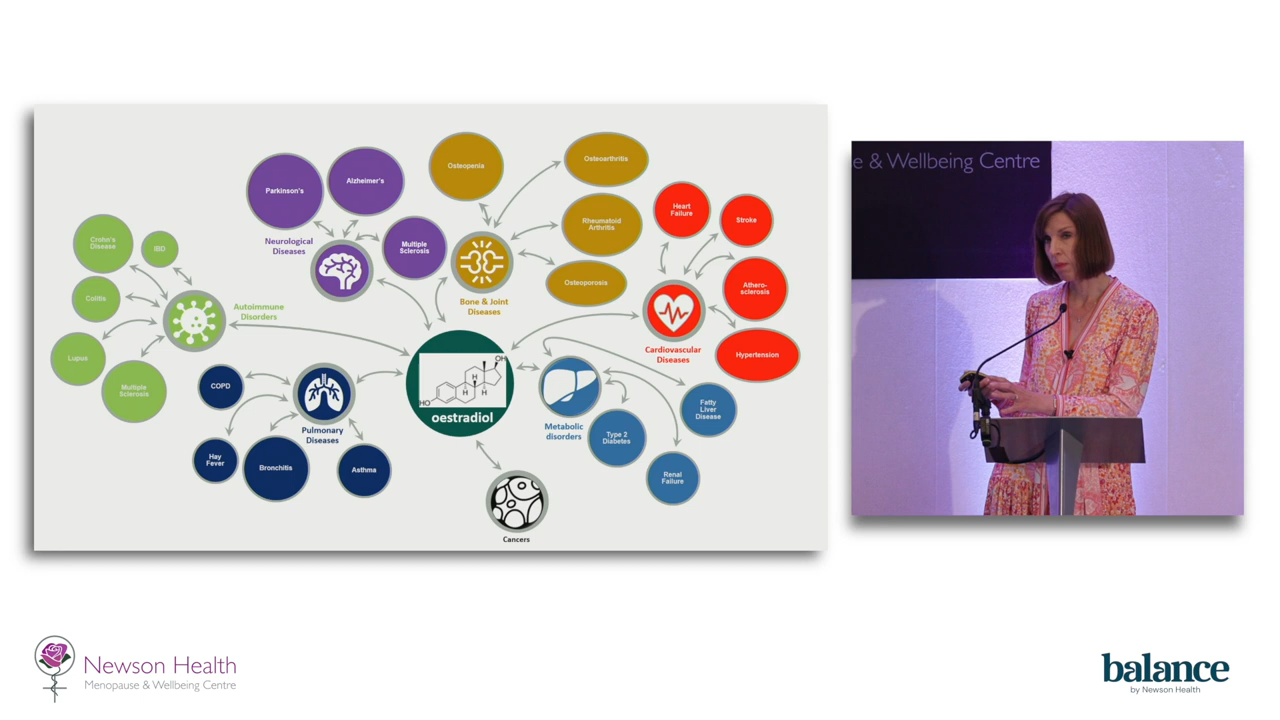 Parkinson's
Alzheimer's
Osteopenia
Osteoarthritis
Heart
Failure
Stroke
Rheumatoid
Arthritis
Crohn's
Disease
IBD
Neurological
Diseases
Multiple
Sclerosis
Osteoporosis
Athero-
sclerosis
Colitis
Autoimmune
Disorders
Bone & Joint
Diseases
Cardiovascular
Diseases
Hypertension
Lupus
Multiple
Sclerosis
COPD
OH
H
H
H
HO
oestradiol
Pulmonary
Diseases
Metabolic
disorders
Fatty
Liver
Disease
Type 2
Diabetes
Hay
Fever
Bronchitis
Asthma
Renal
Failure
Cancers
e & Wellbeing Centre
Newson Health
Menopause & Wellbeing Centre
balance
by Newson Health